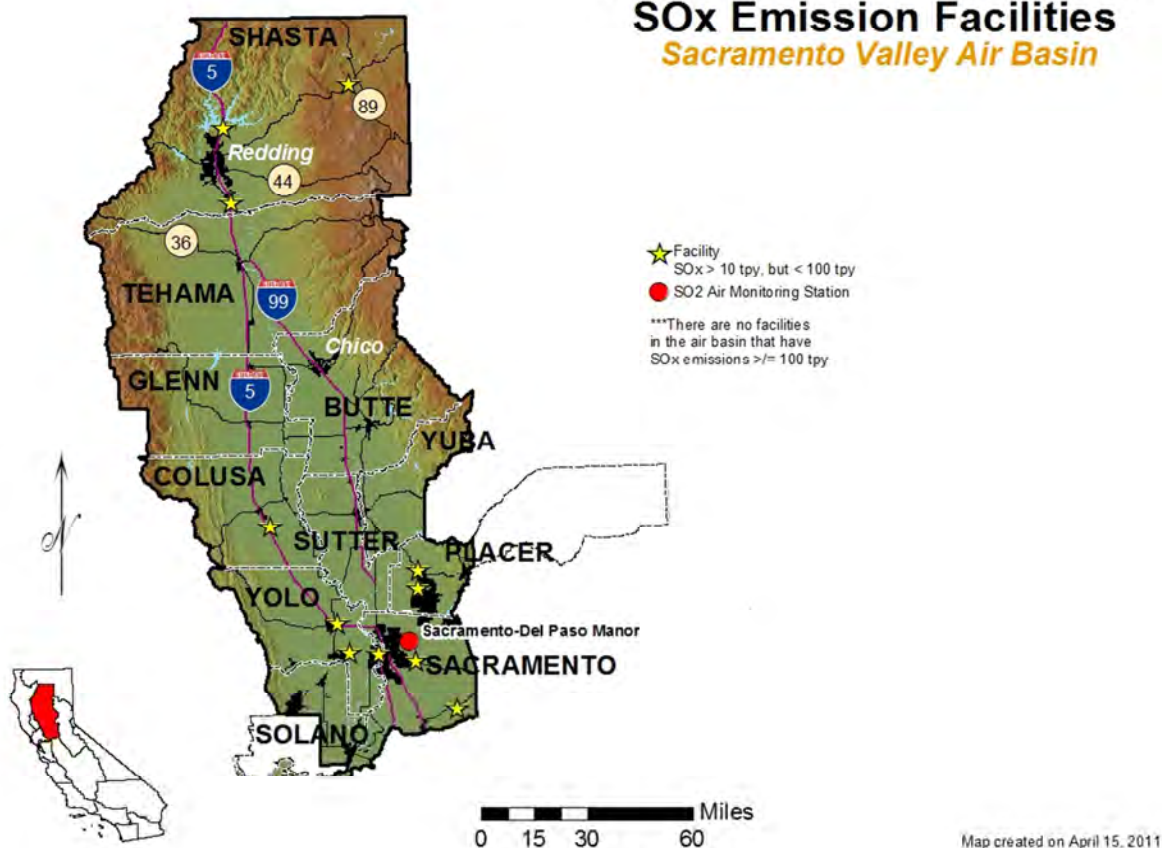 SOx Emission Facilities
Sacramento Valley Air Basin
SHASTA
5
89
Redding
44
36
TEHAMA
99
Chico
GLENN
5
BUTTE
YUBA
COLUSA
SUTTER
PLACER
YOLO
Sacramento-Del Paso Manor
SACRAMENTO
SOLANO
Facility
SOx > 10 tpy, but < 100 tpy
SO2 Air Monitoring Station
***There are no facilities
in the air basin that have
SOx emissions >/= 100 tpy
N
Miles
0 15 30 60
Map created on April 15, 2011